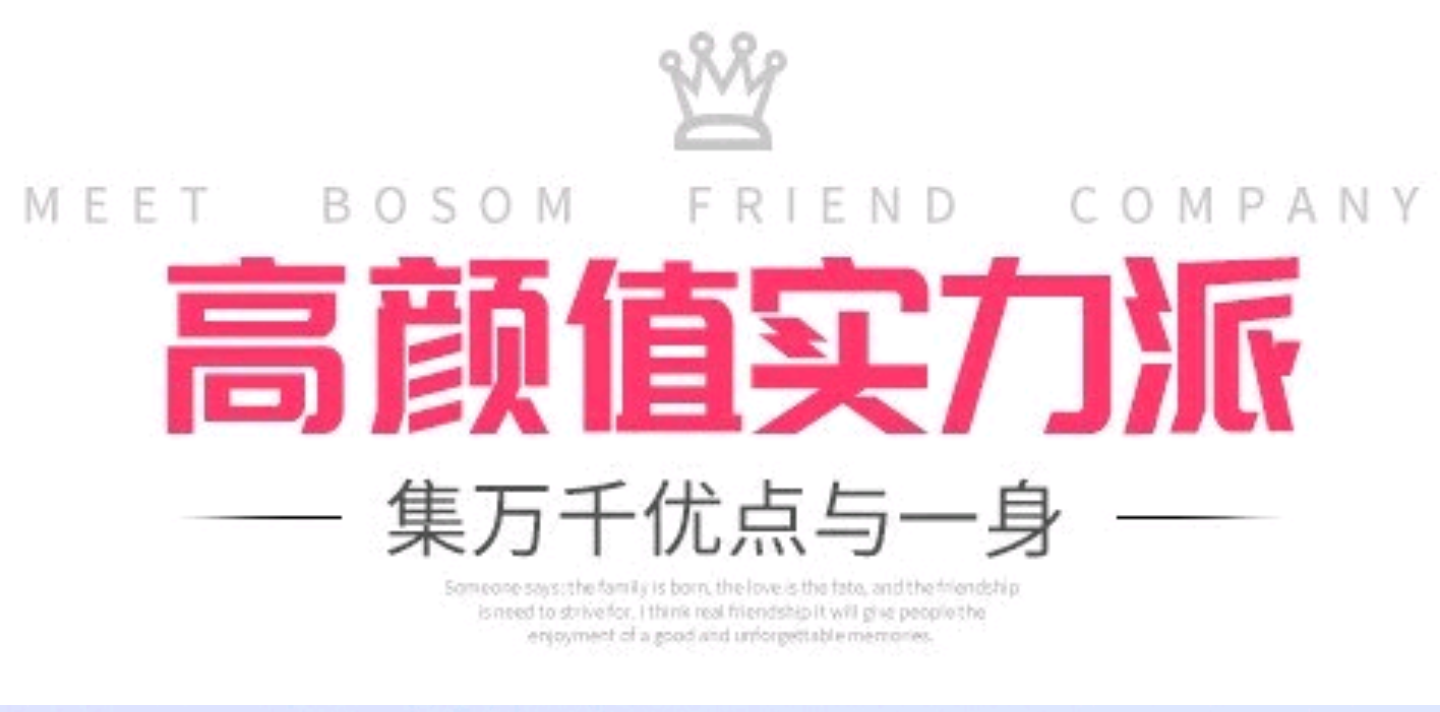 MEET BOSOM FRIEND COMPANY
高颜值实力派
集万千优点与一身
Someone says: the family is born, the love is the fate, and the friendship
is need to strive for. I think real friendship it will give people the
enjoyment of a good and unforgettable memories.